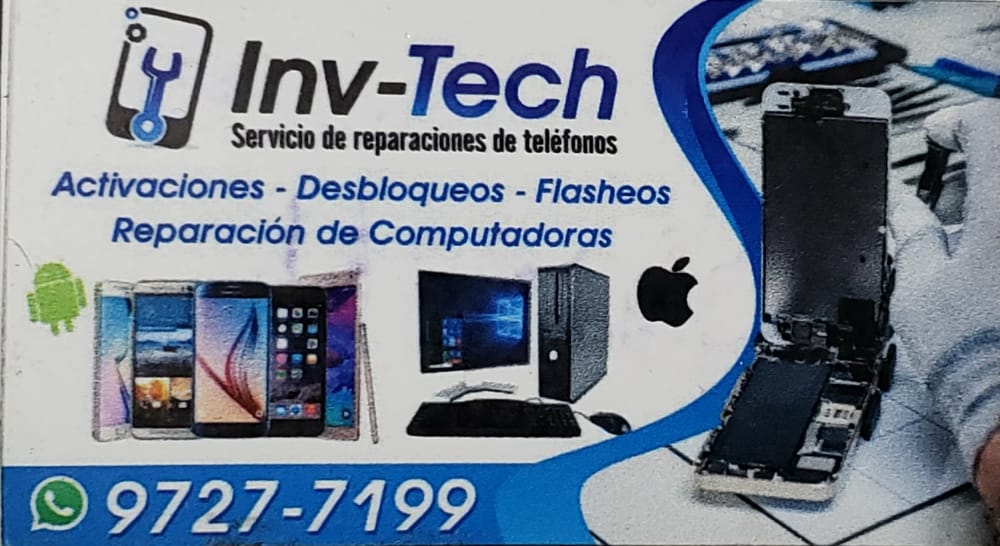 Inv-Tech
Servicio de reparaciones de teléfonos
Activaciones - Desbloqueos - Flasheos
Reparación de Computadoras
9727-7199